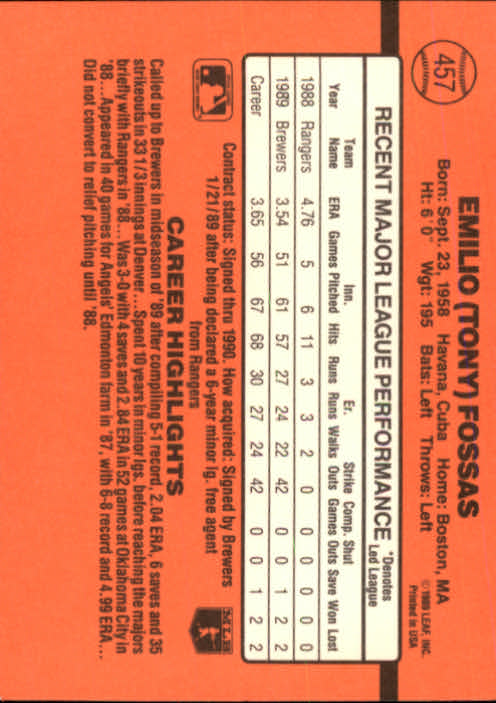 457
EMILIO (TONY) FOSSAS
Born: Sept. 23, 1958 Havana, Cuba Home: Boston, MA
Ht: 6'0" Wgt: 195 Bats: Left Throws: Left
© 1989 LEAF, INC.
Printed in USA
RECENT MAJOR LEAGUE PERFORMANCE
*Denotes
Led League
Team Inn. Er. Strike Comp. Shut
Year Name ERA Games Pitched Hits Runs Runs Walks Outs Games Outs Save Won Lost
1988 Rangers 4.76 5 6 11 3 3 2 0 0 0 0 0 0
1989 Brewers 3.54 51 61 57 27 24 22 42 0 0 1 2 2
Career 3.65 56 67 68 30 27 24 42 0 0 1 2 2
Contract status: Signed thru 1990. How acquired: Signed by Brewers
1/21/89 after being declared a 6-year minor lg. free agent
from Rangers
MLB
CAREER HIGHLIGHTS
Called up to Brewers in midseason of '89 after compiling 5-1 record, 2.04 ERA, 6 saves and 35
strikeouts in 33 1/3 innings at Denver...Spent 10 years in minor lgs. before reaching the majors
briefly with Rangers in '88...Was 3-0 with 4 saves and 2.84 ERA in 52 games at Oklahoma City in
'88...Appeared in 40 games for Angels' Edmonton farm in '87, with 6-8 record and 4.99 ERA...
Did not convert to relief pitching until '88.